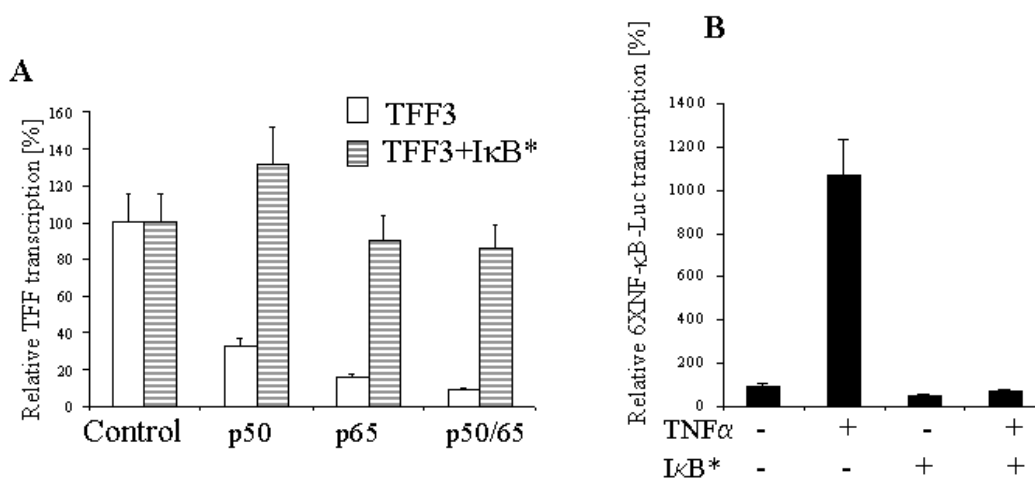 A
Relative TFF transcription [%]
160
140
120
100
80
60
40
20
0
TFF3
TFF3+IκB*
Control p50 p65 p50/65
B
Relative 6XNF-κB-Luc transcription [%]
1400
1200
1000
800
600
400
200
0
TNFα - + - +
IκB* - - + +